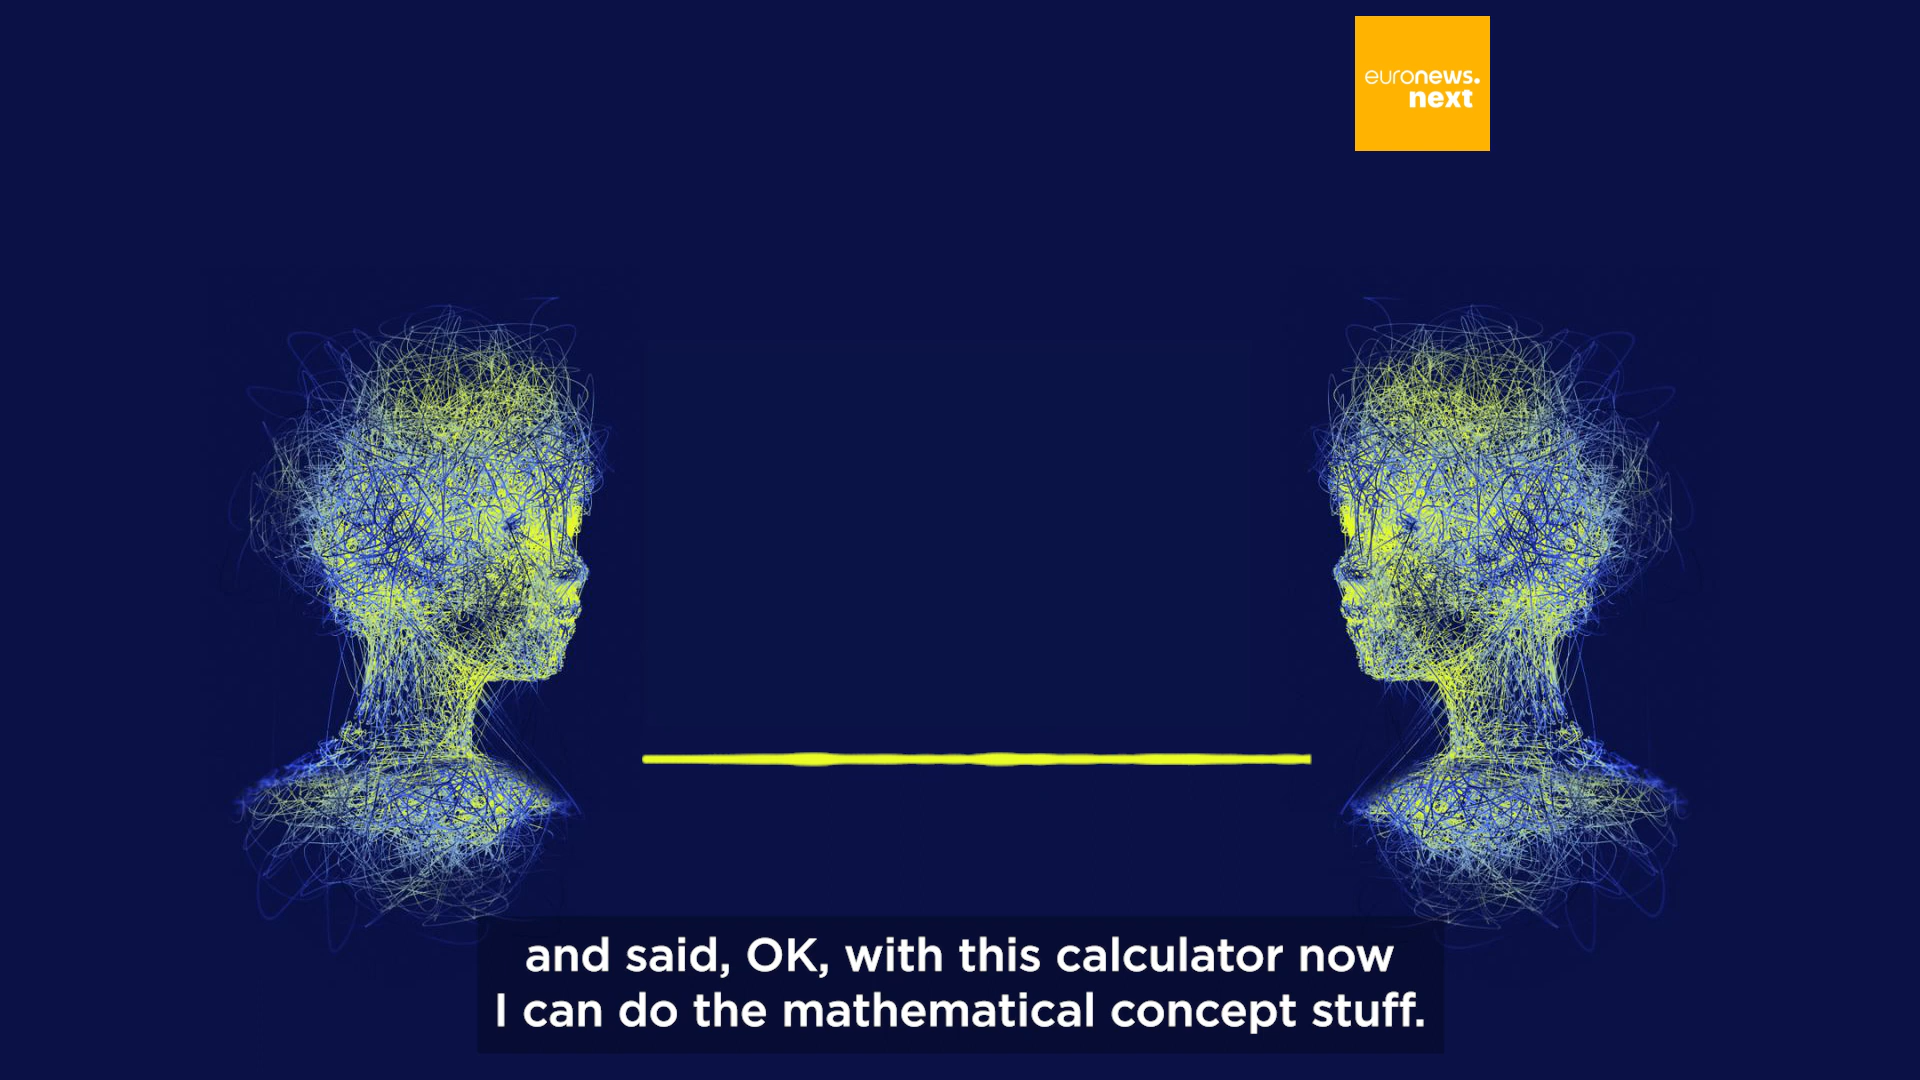 euronews.
next
and said, OK, with this calculator now
I can do the mathematical concept stuff.